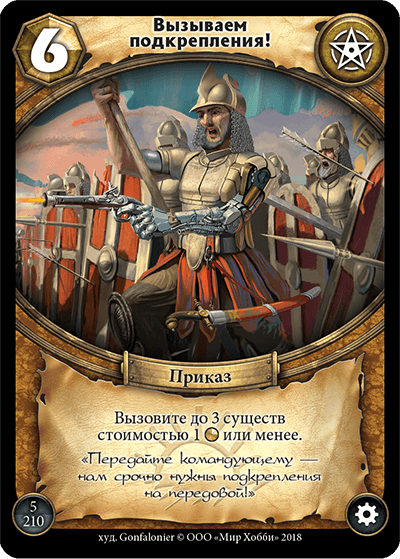 6
Вызываем
подкрепления!
Приказ
Вызовите до 3 существ
стоимостью 1 или менее.
«Передайте командующему —
нам срочно нужны подкрепления
на передовой!»
5
210
худ. Gonfalonier © ООО «Мир Хобби» 2018